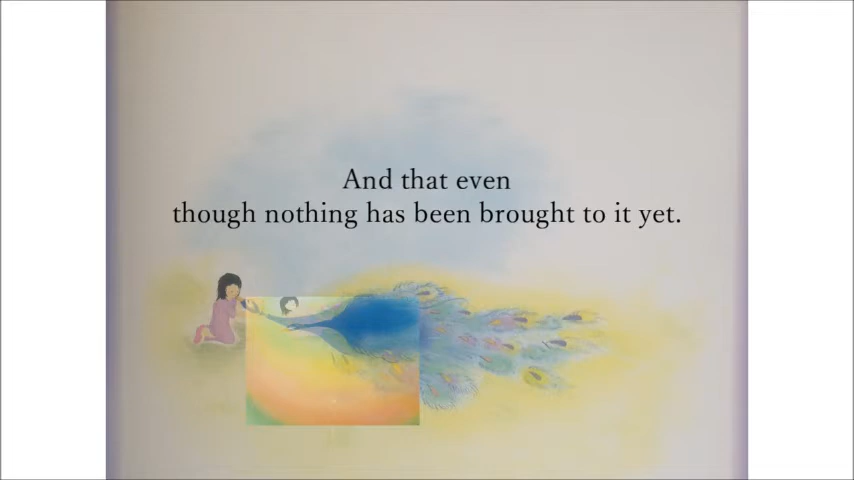 And that even
though nothing has been brought to it yet.